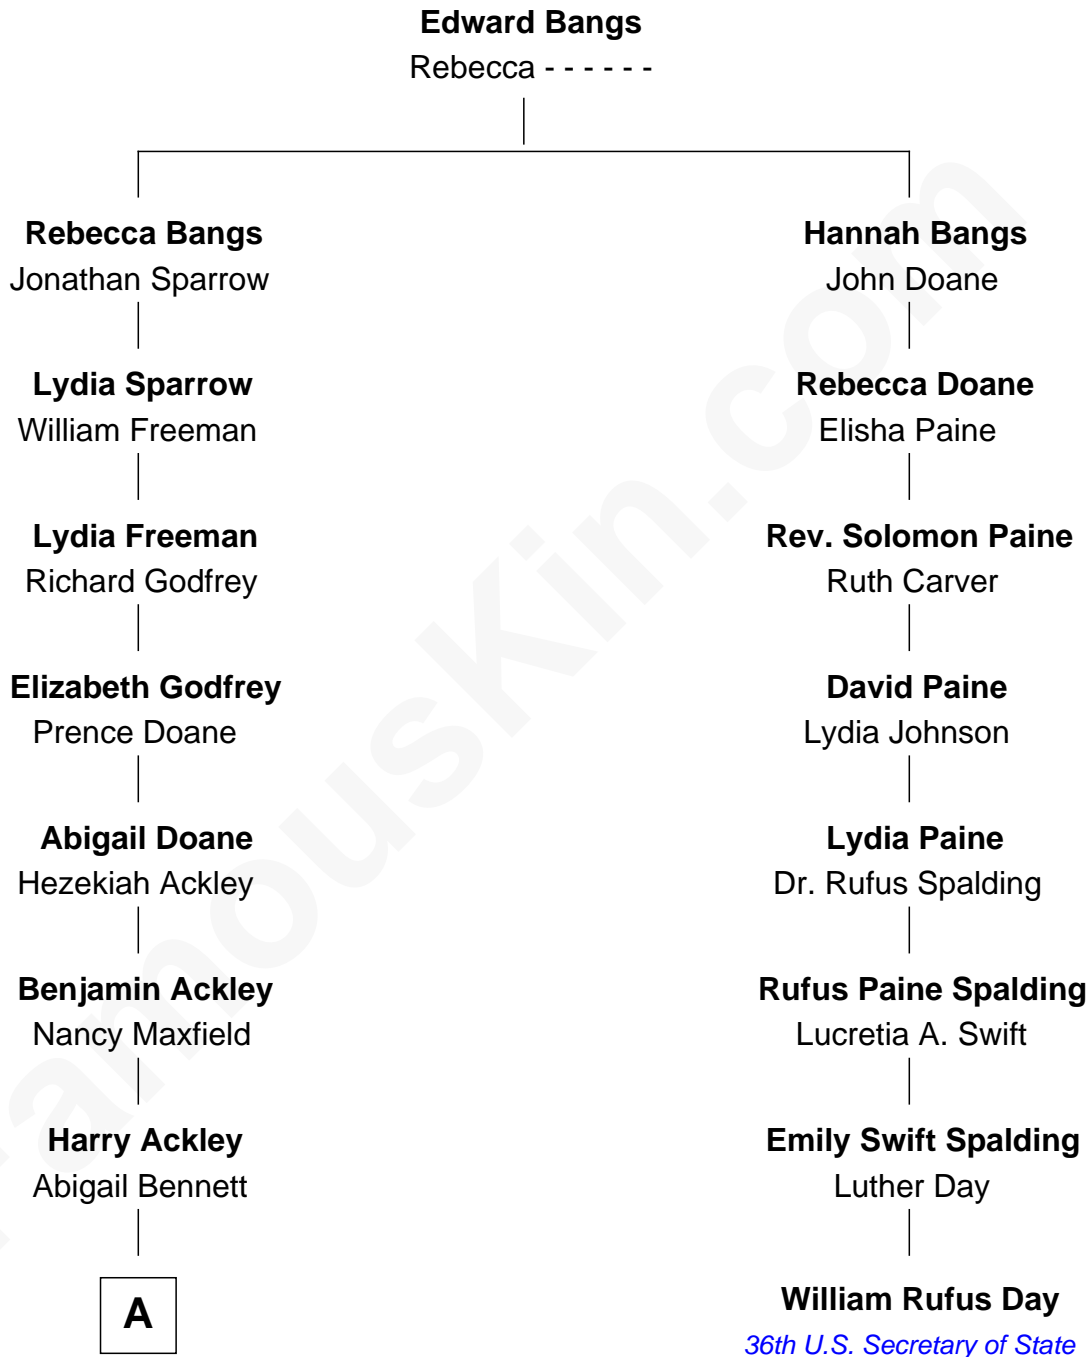 Edward Bangs
Rebecca - - - - - -
Rebecca Bangs
Jonathan Sparrow
Hannah Bangs
John Doane
Lydia Sparrow
William Freeman
Rebecca Doane
Elisha Paine
Lydia Freeman
Richard Godfrey
Rev. Solomon Paine
Ruth Carver
Elizabeth Godfrey
Prence Doane
David Paine
Lydia Johnson
Abigail Doane
Hezekiah Ackley
Lydia Paine
Dr. Rufus Spalding
Benjamin Ackley
Nancy Maxfield
Rufus Paine Spalding
Lucretia A. Swift
Harry Ackley
Abigail Bennett
Emily Swift Spalding
Luther Day
A
William Rufus Day
36th U.S. Secretary of State
FamousKin.com